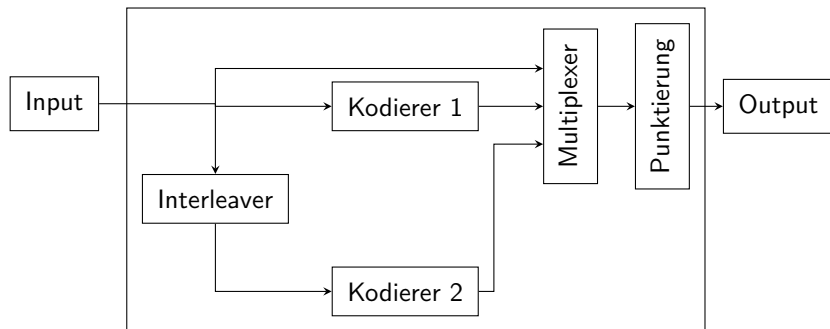 Input
Kodierer 1
Interleaver
Kodierer 2
Multiplexer
Punktierung
Output